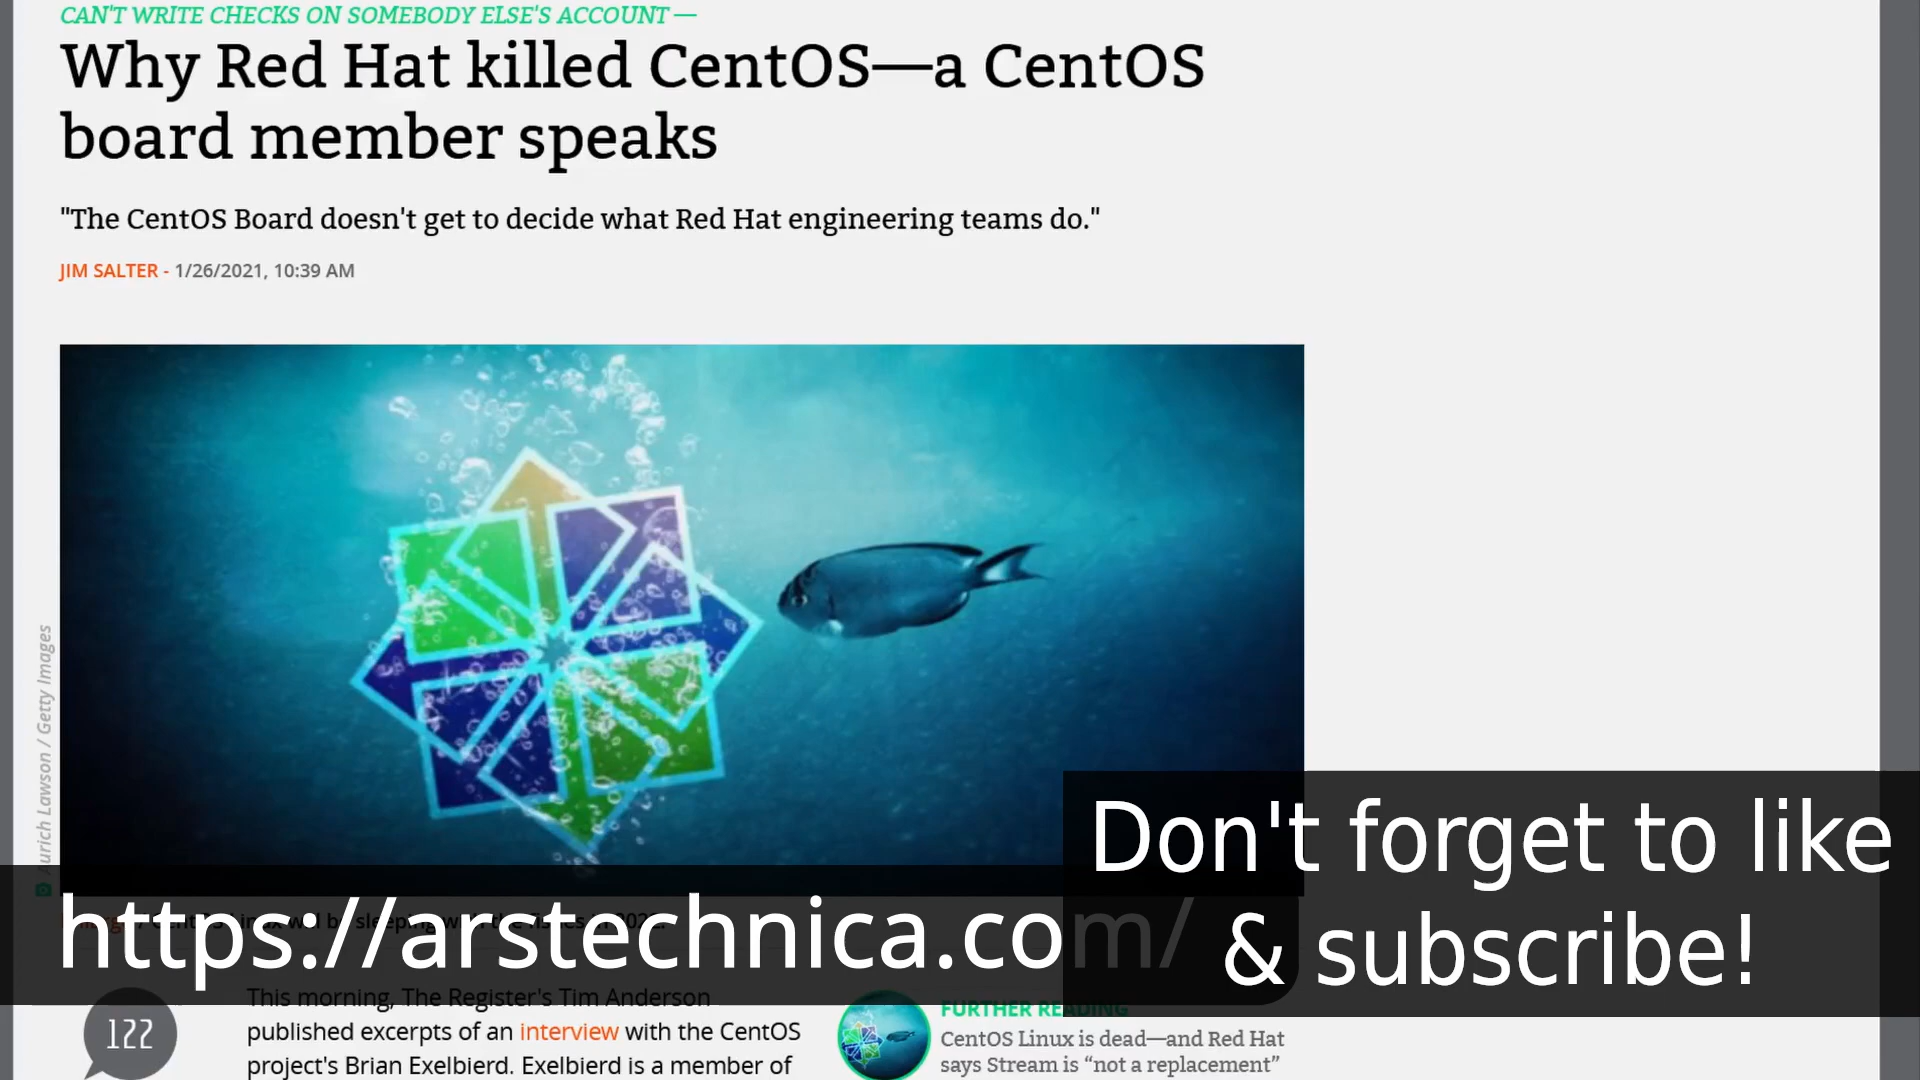 CAN'T WRITE CHECKS ON SOMEBODY ELSE'S ACCOUNT —
Why Red Hat killed CentOS—a CentOS
board member speaks
"The CentOS Board doesn't get to decide what Red Hat engineering teams do."
JIM SALTER - 1/26/2021, 10:39 AM
Aurich Lawson / Getty Images
Don't forget to like
& subscribe!
https://arstechnica.com/
122
This morning, The Register's Tim Anderson
published excerpts of an interview with the CentOS
project's Brian Exelbierd. Exelbierd is a member of
FURTHER READING
CentOS Linux is dead—and Red Hat
says Stream is “not a replacement”